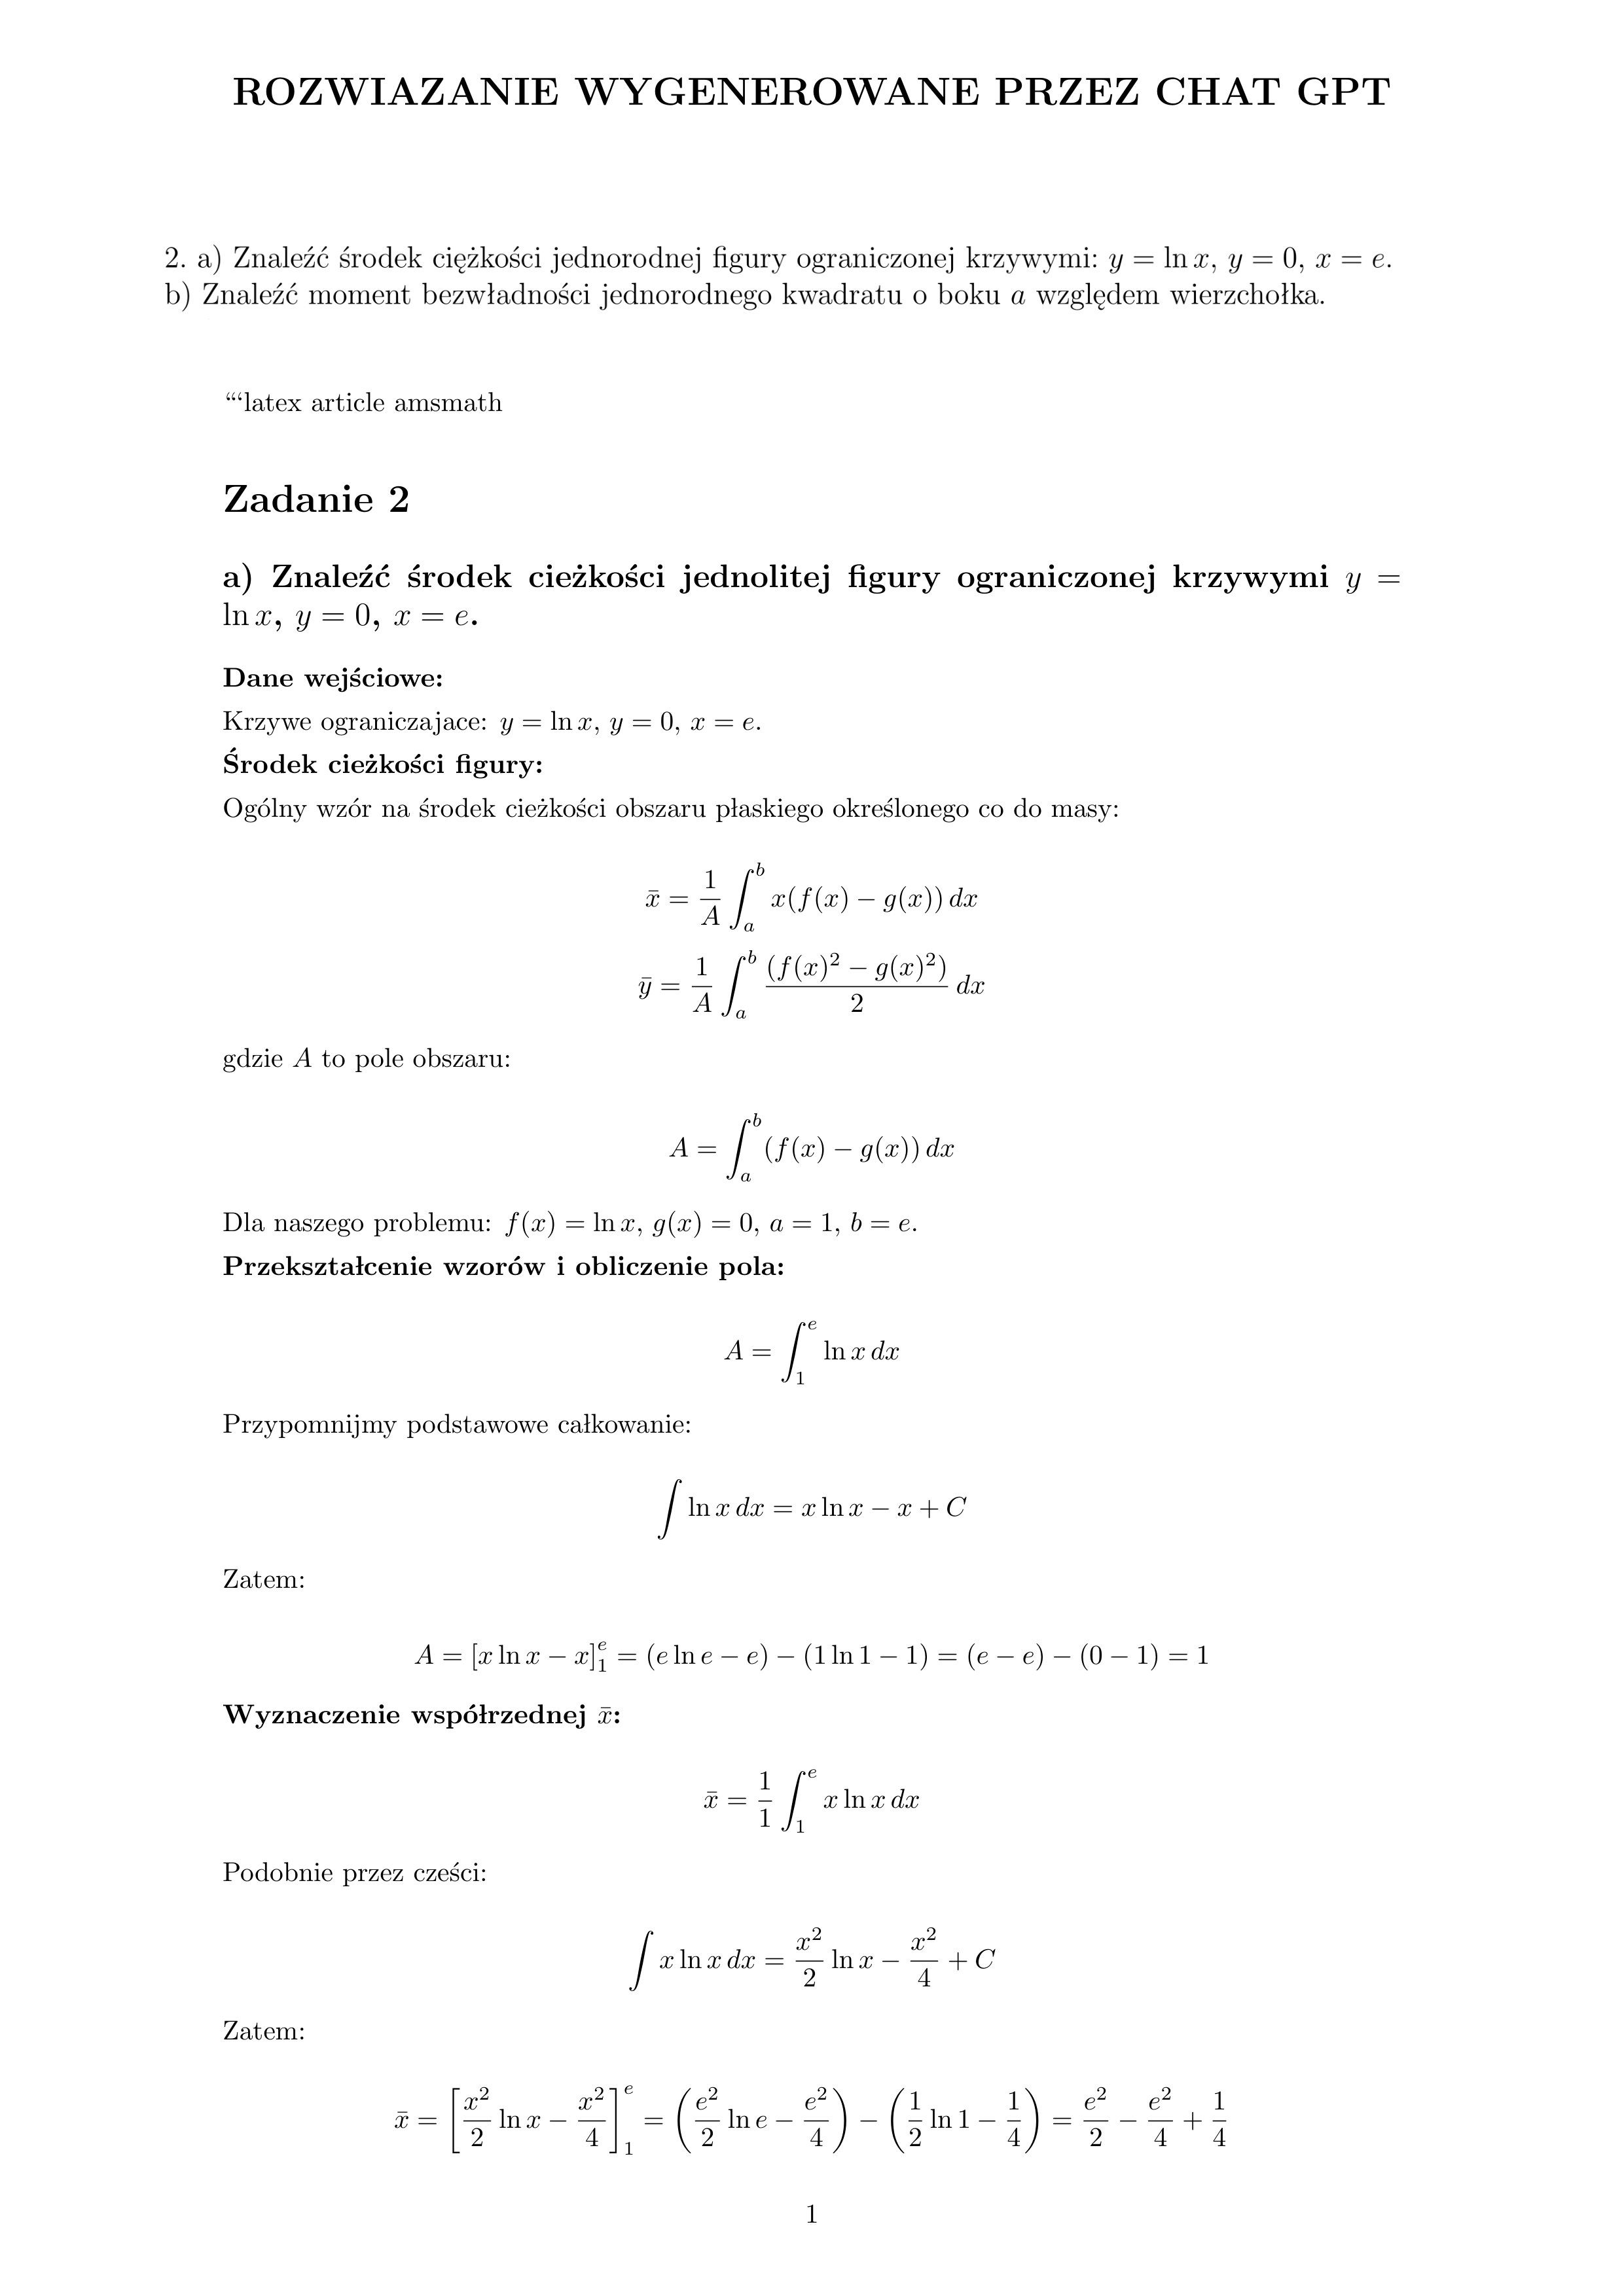 ROZWIAZANIE WYGENEROWANE PRZEZ CHAT GPT
2. a) Znaleźć środek ciężkości jednorodnej figury ograniczonej krzywymi: y = ln x, y = 0, x = e.
b) Znaleźć moment bezwładności jednorodnego kwadratu o boku a względem wierzchołka.
“‘latex article amsmath
Zadanie 2
a) Znaleźć środek cieżkości jednolitej figury ograniczonej krzywymi y =
ln x, y = 0, x = e.
Dane wejściowe:
Krzywe ograniczajace: y = ln x, y = 0, x = e.
Środek cieżkości figury:
Ogólny wzór na środek cieżkości obszaru płaskiego określonego co do masy:
\bar{x} = \frac{1}{A} \int_a^b x(f(x) − g(x)) dx
\bar{y} = \frac{1}{A} \int_a^b \frac{(f(x)^2 − g(x)^2)}{2} dx
gdzie A to pole obszaru:
A = \int_a^b (f(x) − g(x)) dx
Dla naszego problemu: f(x) = ln x, g(x) = 0, a = 1, b = e.
Przekształcenie wzorów i obliczenie pola:
A = \int_1^e ln x dx
Przypomnijmy podstawowe całkowanie:
\int ln x dx = x ln x − x + C
Zatem:
A = [x ln x − x]_1^e = (e ln e − e) − (1 ln 1 − 1) = (e − e) − (0 − 1) = 1
Wyznaczenie współrzednej \bar{x}:
\bar{x} = \frac{1}{1} \int_1^e x ln x dx
Podobnie przez cześci:
\int x ln x dx = \frac{x^2}{2} ln x − \frac{x^2}{4} + C
Zatem:
\bar{x} = \left[\frac{x^2}{2} ln x − \frac{x^2}{4}\right]_1^e = \left(\frac{e^2}{2} ln e − \frac{e^2}{4}\right) − \left(\frac{1}{2} ln 1 − \frac{1}{4}\right) = \frac{e^2}{2} − \frac{e^2}{4} + \frac{1}{4}
1